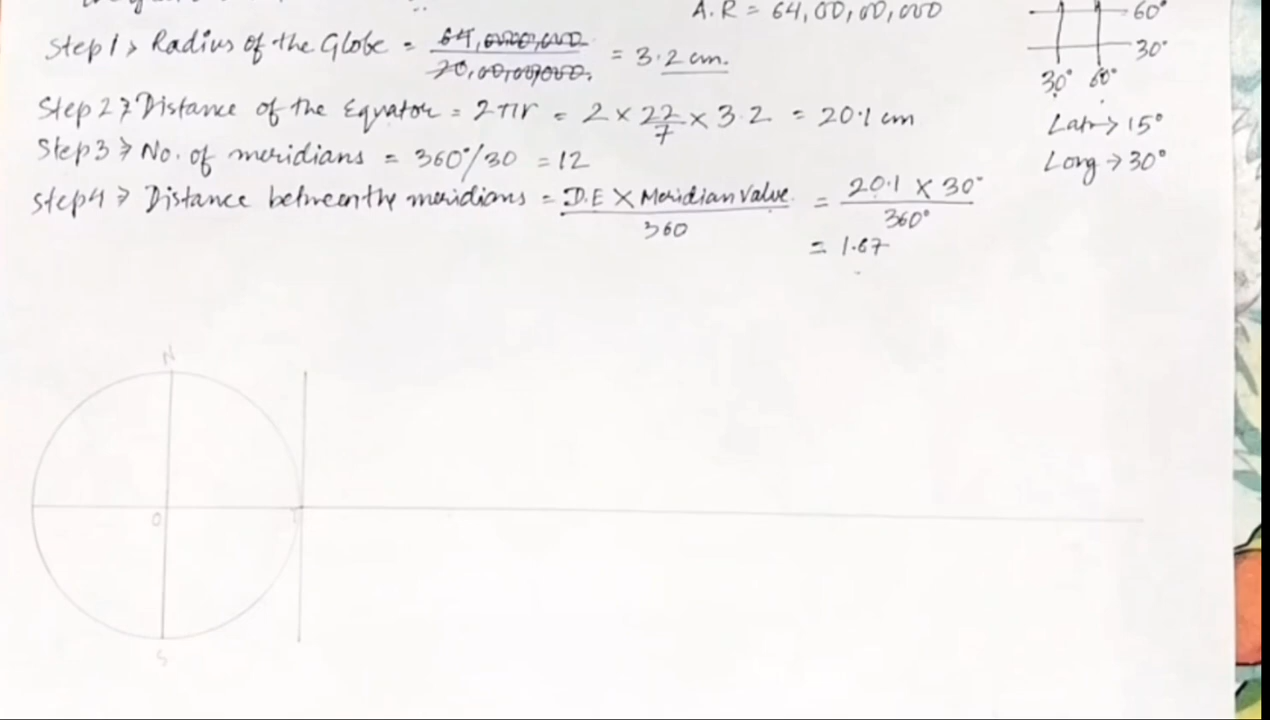 A.R = 64,00,00,000
60°
30°
30° 60°
Step 1 > Radius of the Globe = 64,0000,000 / 20,00,00,000. = 3.2 cm.
Step 2 > Distance of the Equator = 2πr = 2 x 22/7 x 3.2 = 20.1 cm
Lat -> 15°
Step 3 > No. of meridians = 360°/30 = 12
Long -> 30°
Step 4 > Distance between the meridians = D.E x Meridian Value / 360 = 20.1 x 30° / 360°
= 1.67
N
O
S